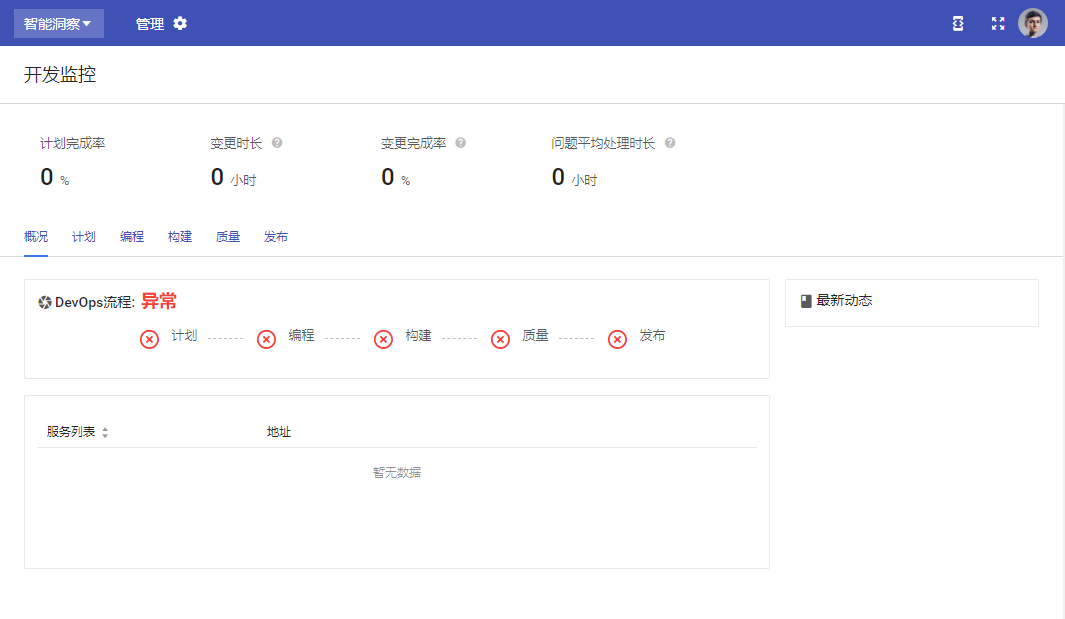 智能洞察 管理
开发监控
计划完成率 变更时长 变更完成率 问题平均处理时长
0 % 0 小时 0 % 0 小时
概况 计划 编程 构建 质量 发布
DevOps流程: 异常 最新动态
计划 编程 构建 质量 发布
服务列表 地址
暂无数据